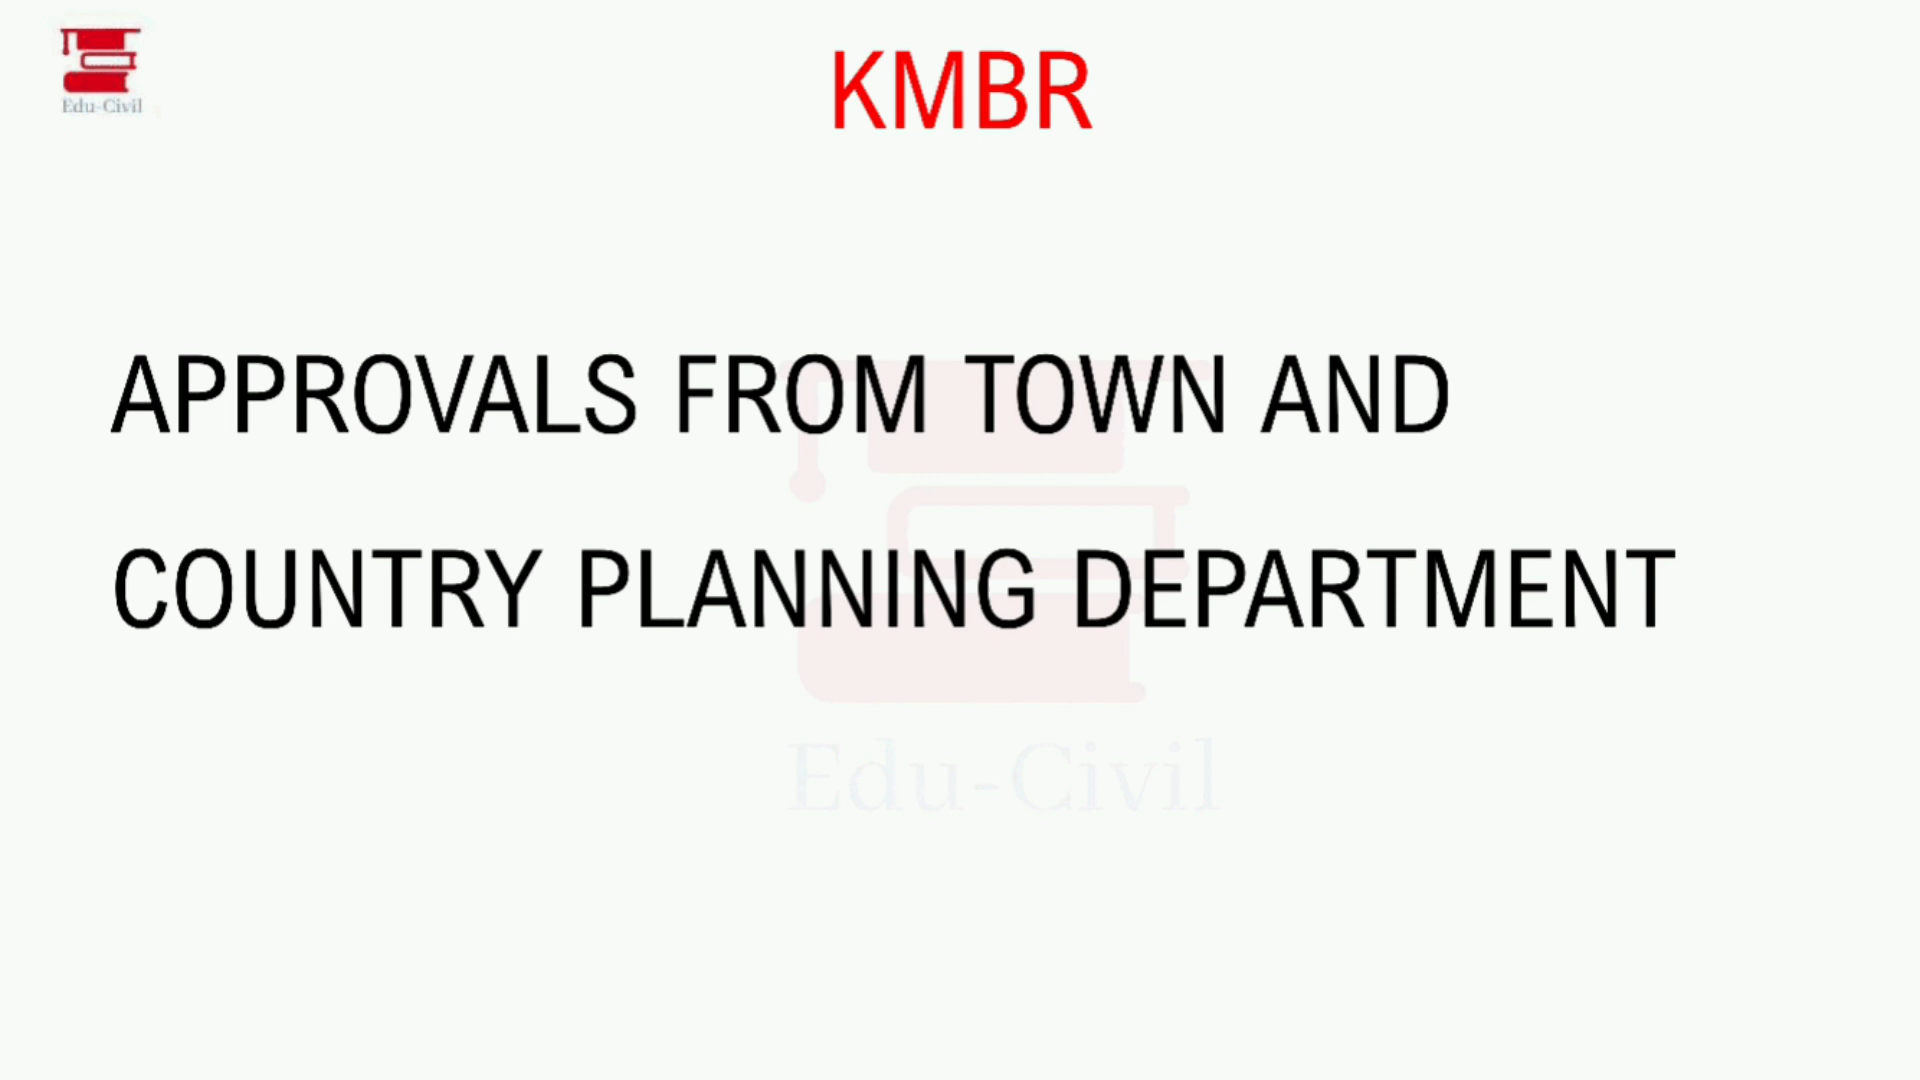 Edu-Civil
KMBR
APPROVALS FROM TOWN AND
COUNTRY PLANNING DEPARTMENT
Edu-Civil